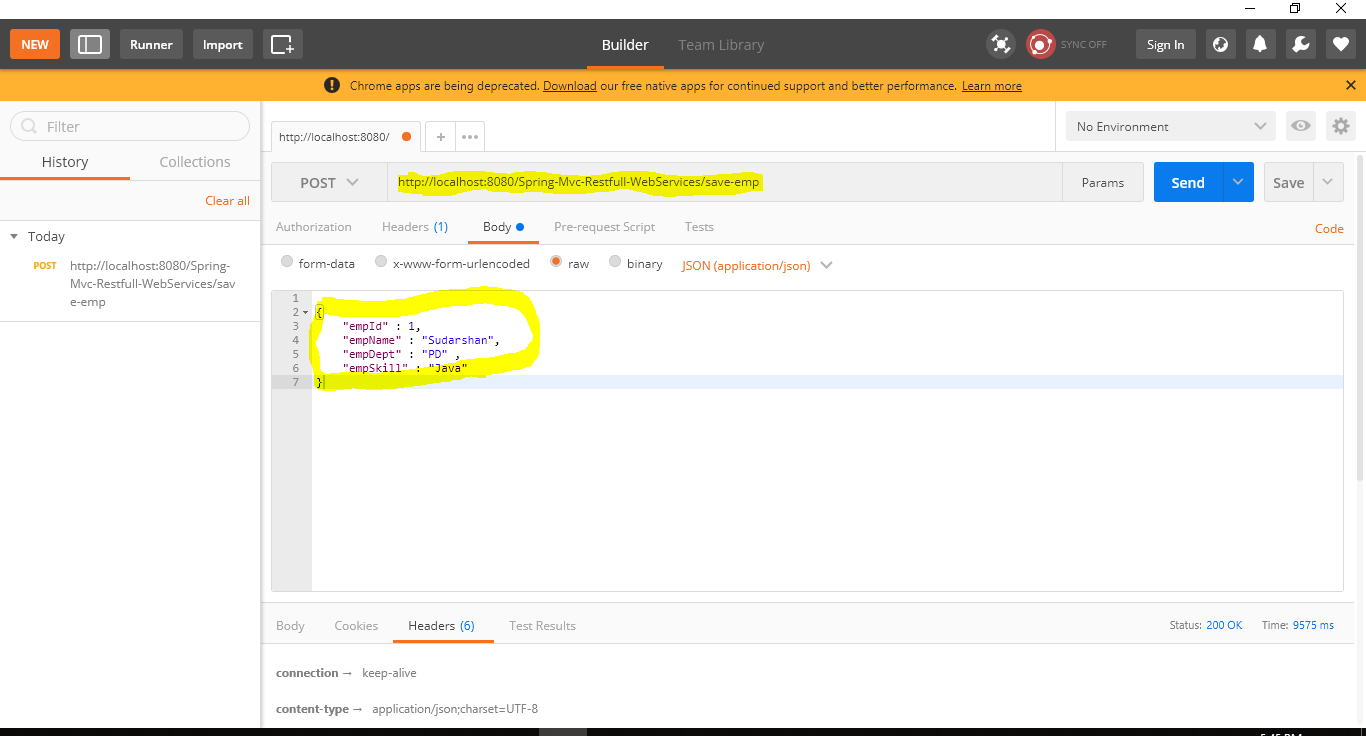 NEW
Runner
Import
Builder
Team Library
SYNC OFF
Sign In
Chrome apps are being deprecated. Download our free native apps for continued support and better performance. Learn more
Filter
History
Collections
Clear all
Today
POST http://localhost:8080/Spring-
Mvc-Restfull-WebServices/sav
e-emp
http://localhost:8080/
No Environment
POST
http://localhost:8080/Spring-Mvc-Restfull-WebServices/save-emp
Params
Send
Save
Authorization
Headers (1)
Body
Pre-request Script
Tests
Code
form-data
x-www-form-urlencoded
raw
binary
JSON (application/json)
1
2 {
3 "empId" : 1,
4 "empName" : "Sudarshan",
5 "empDept" : "PD" ,
6 "empSkill" : "Java"
7 }
Body
Cookies
Headers (6)
Test Results
Status: 200 OK
Time: 9575 ms
connection → keep-alive
content-type → application/json;charset=UTF-8